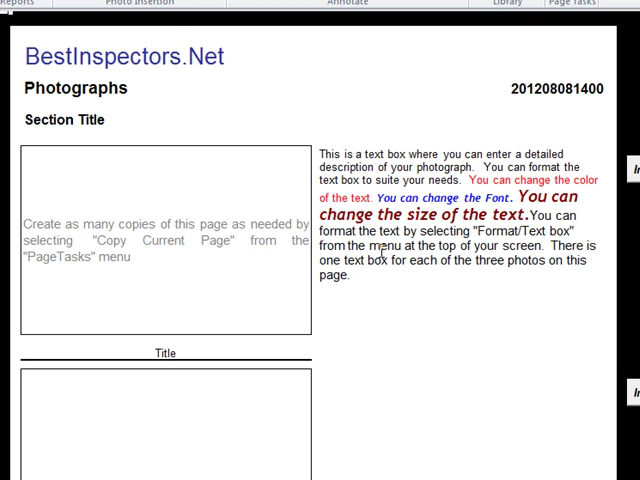 Reports Photo Insertion Annotate Library Page Tasks
BestInspectors.Net
Photographs 201208081400
Section Title
Create as many copies of this page as needed by
selecting "Copy Current Page" from the
"PageTasks" menu
This is a text box where you can enter a detailed
description of your photograph. You can format the
text box to suite your needs. You can change the color
of the text. You can change the Font. You can
change the size of the text.You can
format the text by selecting "Format/Text box"
from the menu at the top of your screen. There is
one text box for each of the three photos on this
page.
Title